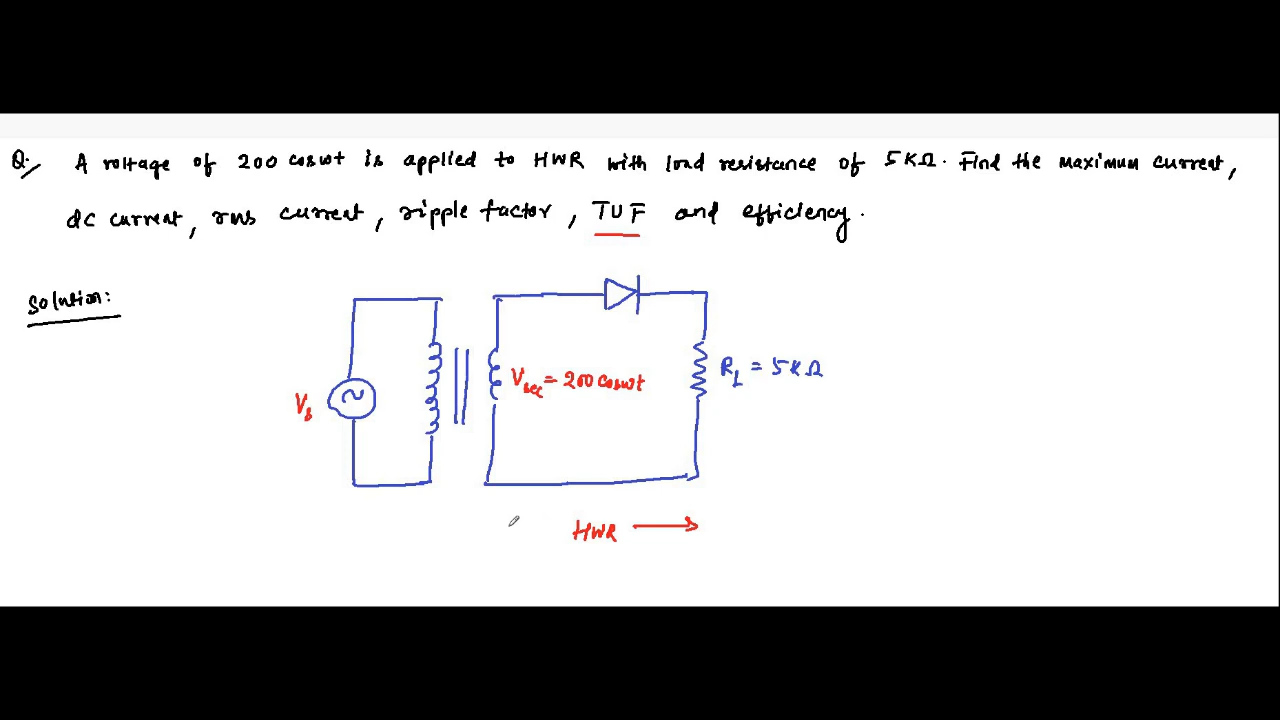 Q. A voltage of 200 cosωt is applied to HWR with load resistance of 5KΩ. Find the maximum current,
dc current, rms current, ripple factor, TUF and efficiency.
Solution:
Vsec = 200 cosωt
RL = 5KΩ
Vs
HWR →